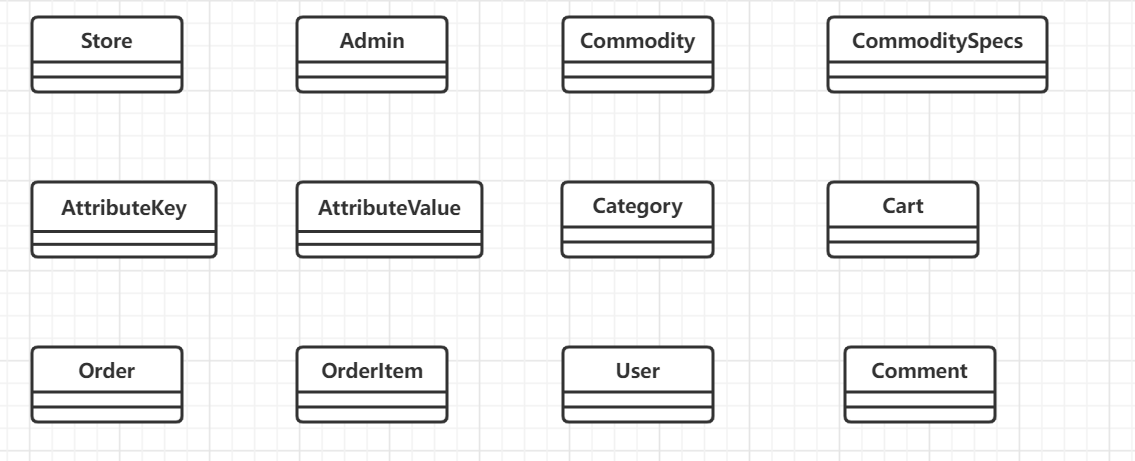 Store
Admin
Commodity
CommoditySpecs
AttributeKey
AttributeValue
Category
Cart
Order
OrderItem
User
Comment